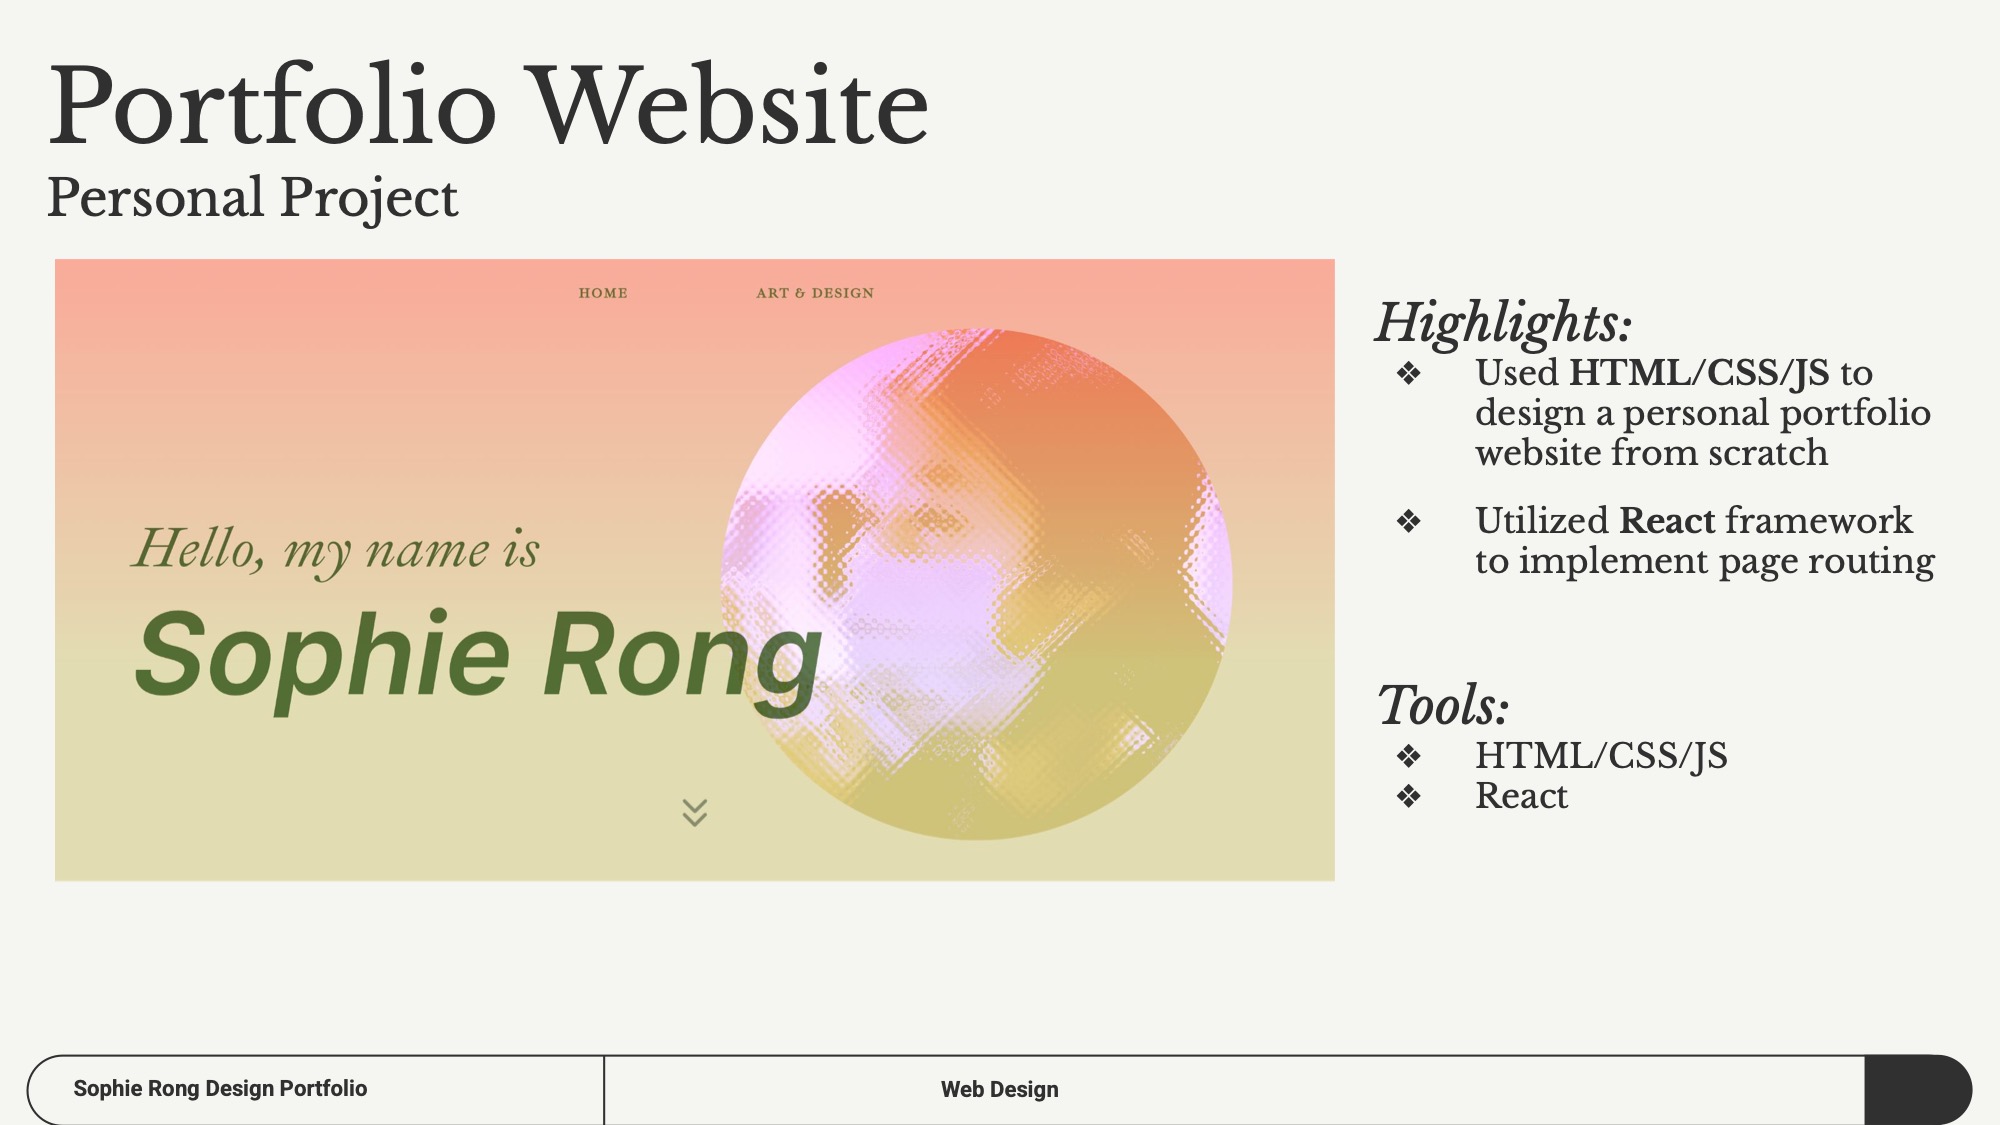 Portfolio Website
Personal Project
HOME ART & DESIGN
Hello, my name is
Sophie Rong
Highlights:
❖ Used HTML/CSS/JS to
design a personal portfolio
website from scratch
❖ Utilized React framework
to implement page routing
Tools:
❖ HTML/CSS/JS
❖ React
Sophie Rong Design Portfolio
Web Design